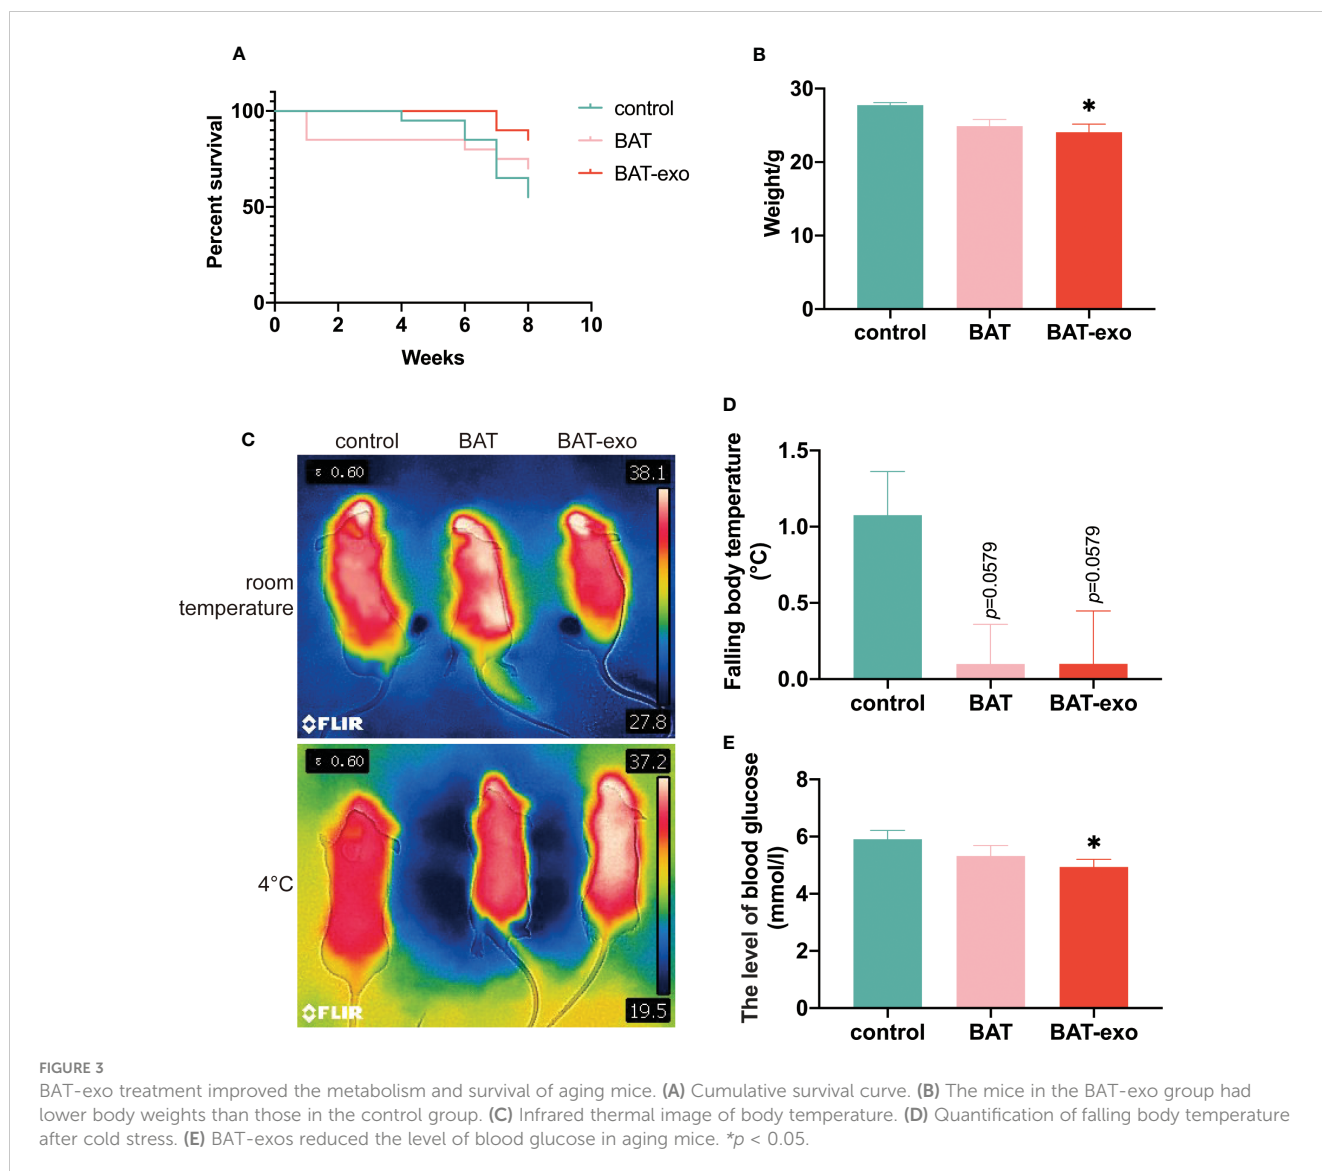 A
100
50
0
0 2 4 6 8 10
Percent survival
Weeks
control
BAT
BAT-exo
B
30
20
10
0
Weight/g
*
control BAT BAT-exo
C
control BAT BAT-exo
room
temperature
ε 0.60
38.1
27.8
FLIR
4°C
ε 0.60
37.2
19.5
FLIR
D
1.5
1.0
0.5
0.0
Falling body temperature
(°C)
p=0.0579
p=0.0579
control BAT BAT-exo
E
8
6
4
2
0
The level of blood glucose
(mmol/l)
*
control BAT BAT-exo
FIGURE 3
BAT-exo treatment improved the metabolism and survival of aging mice. (A) Cumulative survival curve. (B) The mice in the BAT-exo group had
lower body weights than those in the control group. (C) Infrared thermal image of body temperature. (D) Quantification of falling body temperature
after cold stress. (E) BAT-exos reduced the level of blood glucose in aging mice. *p < 0.05.